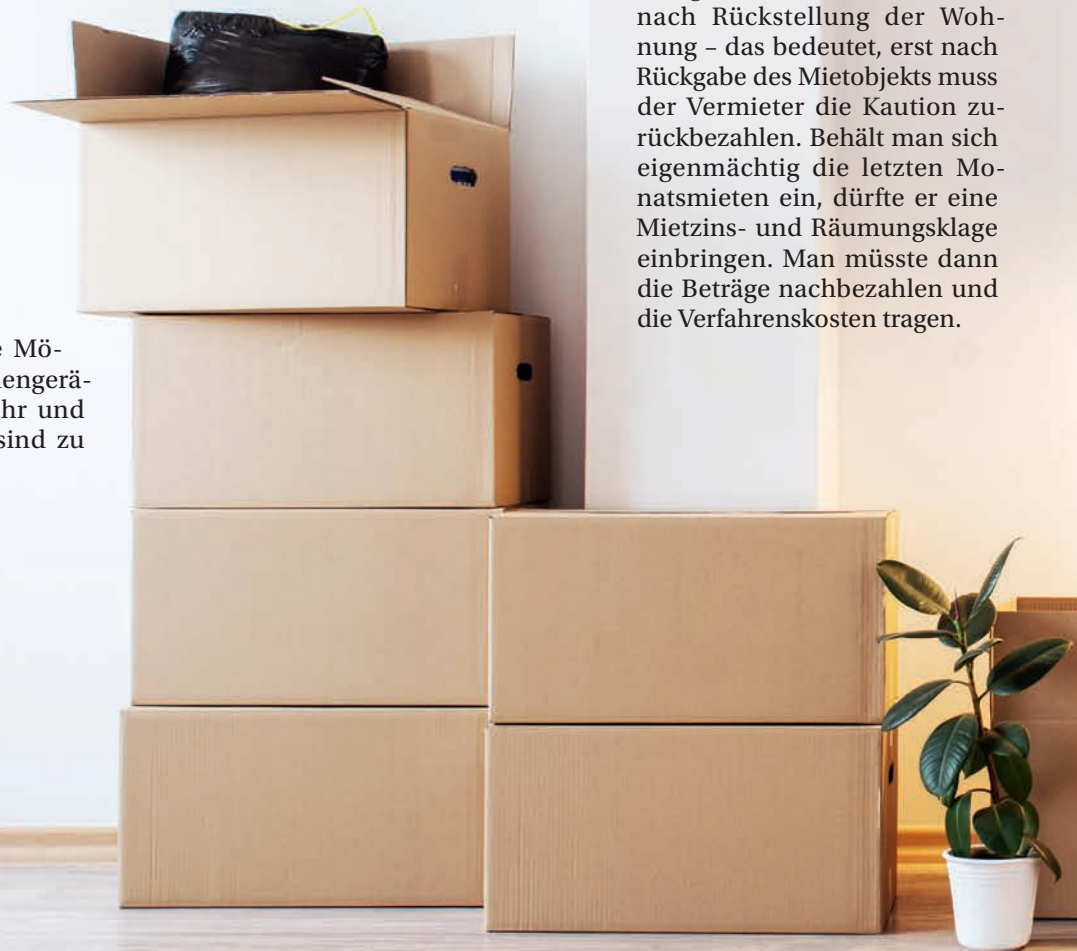 nach Rückstellung der Woh-
nung – das bedeutet, erst nach
Rückgabe des Mietobjekts muss
der Vermieter die Kaution zu-
rückbezahlen. Behält man sich
eigenmächtig die letzten Mo-
natsmieten ein, dürfte er eine
Mietzins- und Räumungsklage
einbringen. Man müsste dann
die Beträge nachbezahlen und
die Verfahrenskosten tragen.
Mö-
hr und
sind zu